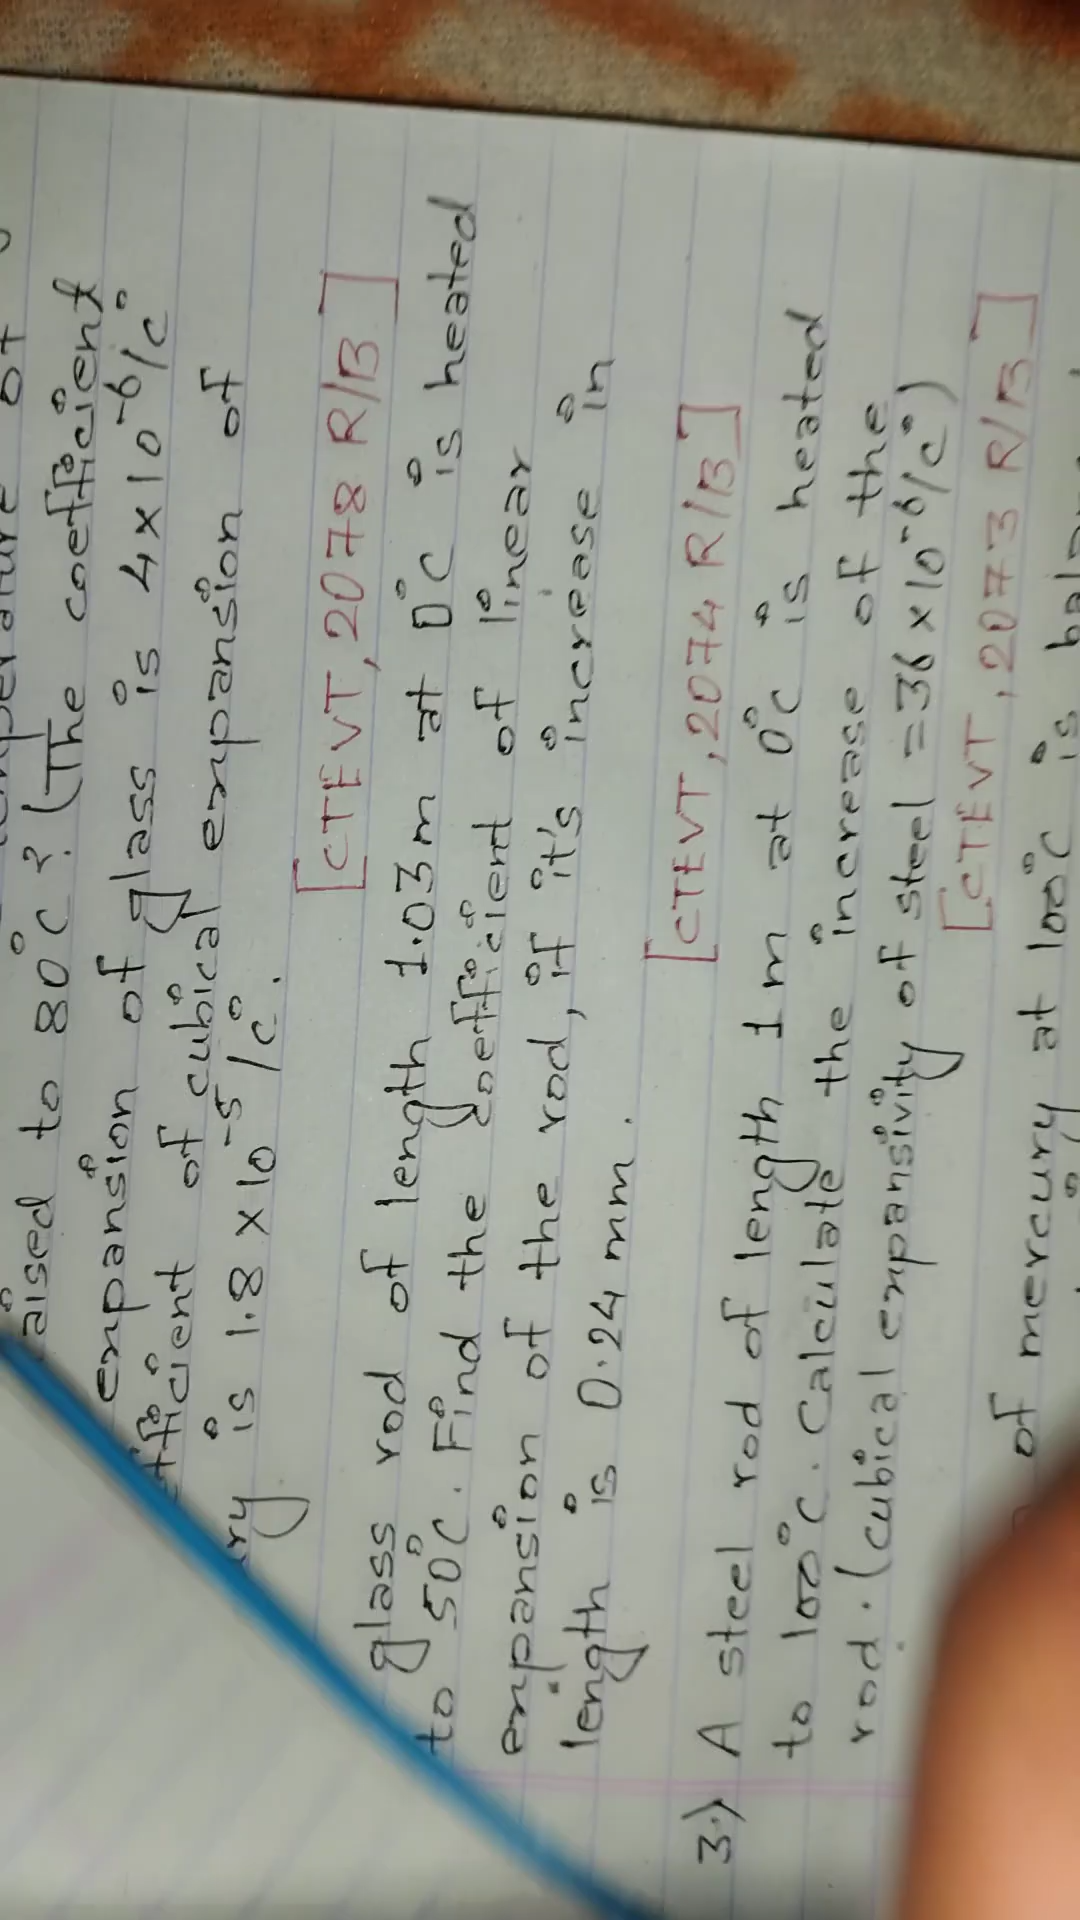 to 80°C? (The coefficient
expansion of glass is 4×10⁻⁶/c°
of cubical expansion of
is 1.8 × 10⁻⁵/c°.
[CTEVT, 2078 R/B]
glass rod of length 1.03m at 0°C is heated
to 50°C. Find the coefficient of linear
expansion of the rod, if it's increase in
length is 0.24 mm.
[CTEVT, 2074 R/B]
3.) A steel rod of length 1 m at 0°C is heated
to 100°C. Calculate the increase of the
rod. (cubical expansivity of steel = 36×10⁻⁶/c°)
[CTEVT, 2073 R/B]
of mercury at 100°C is